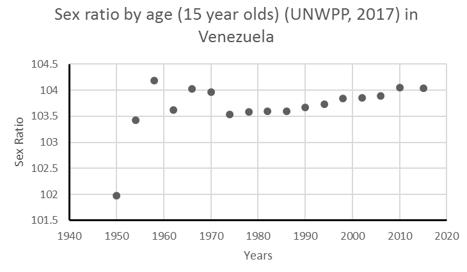 Sex ratio by age (15 year olds) (UNWPP, 2017) in
Venezuela
104.5
104
103.5
103
102.5
102
101.5
Sex Ratio
1940 1950 1960 1970 1980 1990 2000 2010 2020
Years